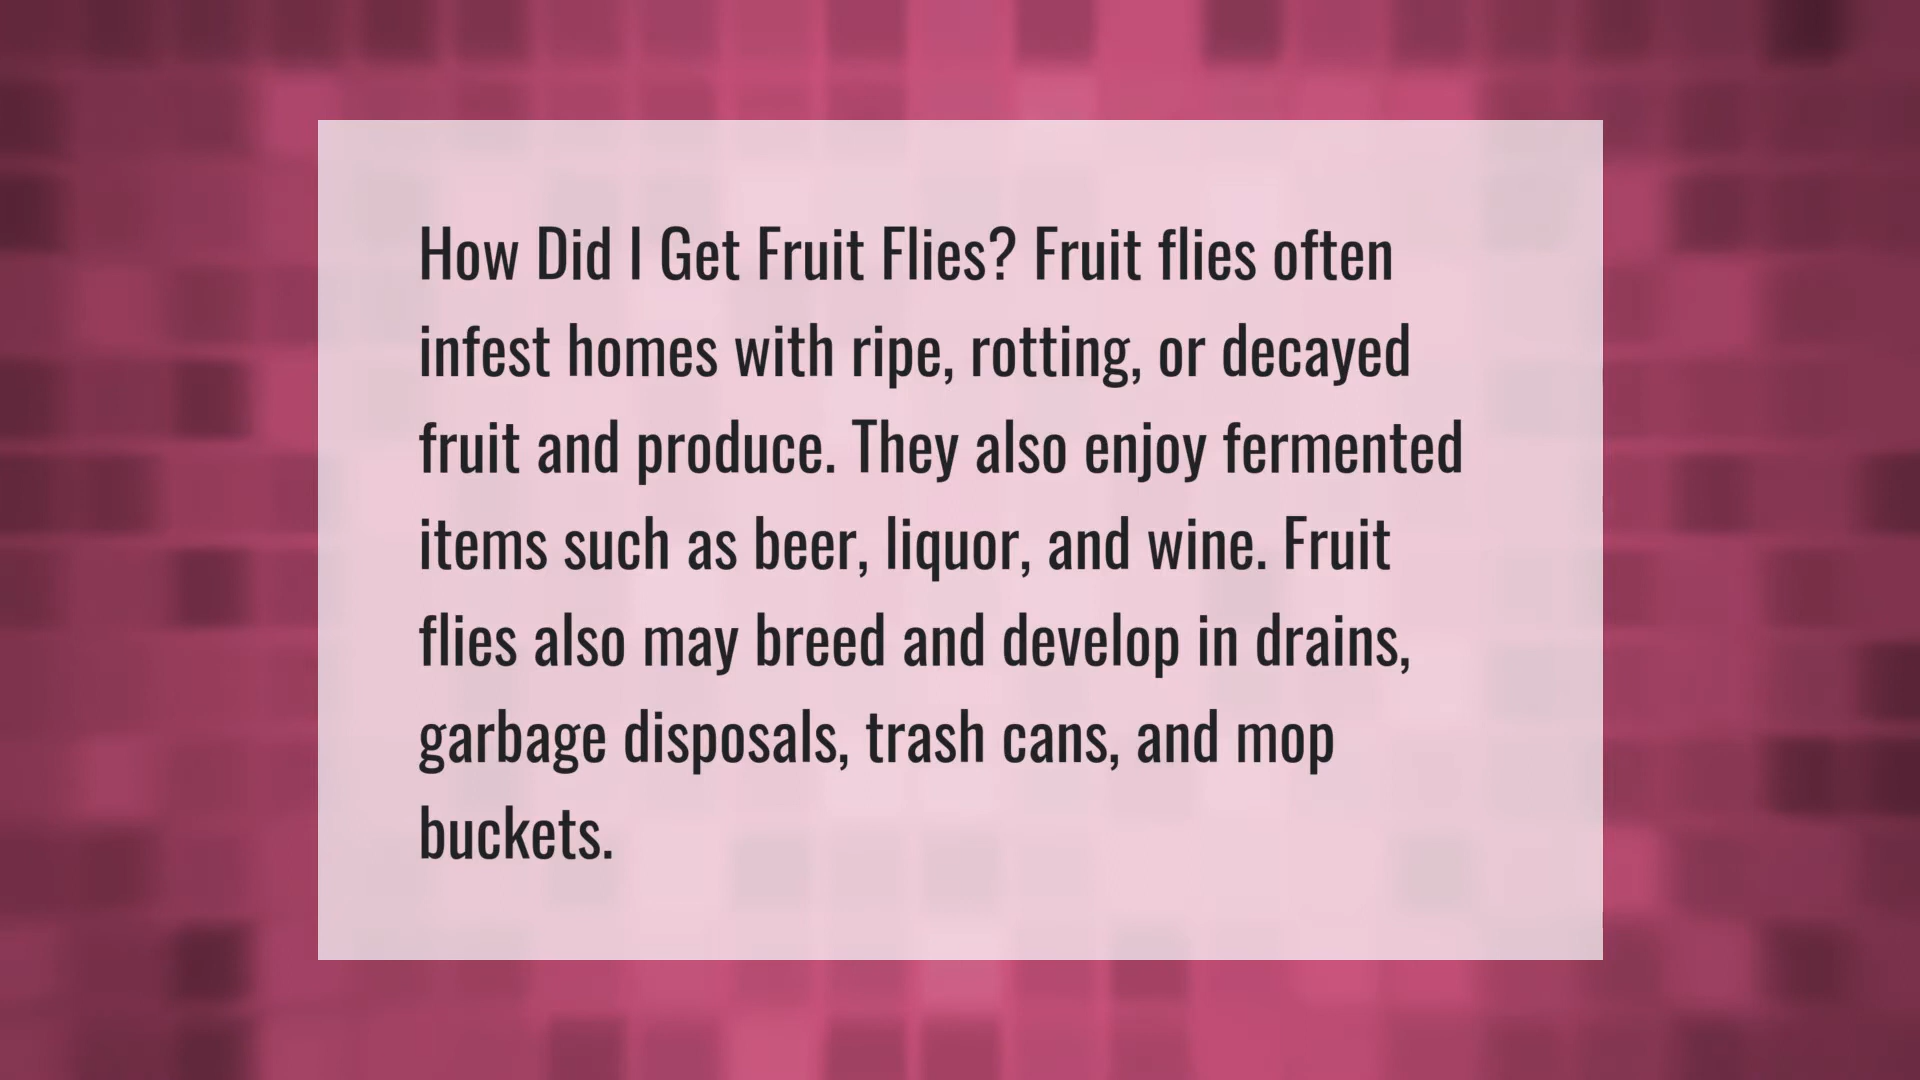 How Did I Get Fruit Flies? Fruit flies often
infest homes with ripe, rotting, or decayed
fruit and produce. They also enjoy fermented
items such as beer, liquor, and wine. Fruit
flies also may breed and develop in drains,
garbage disposals, trash cans, and mop
buckets.